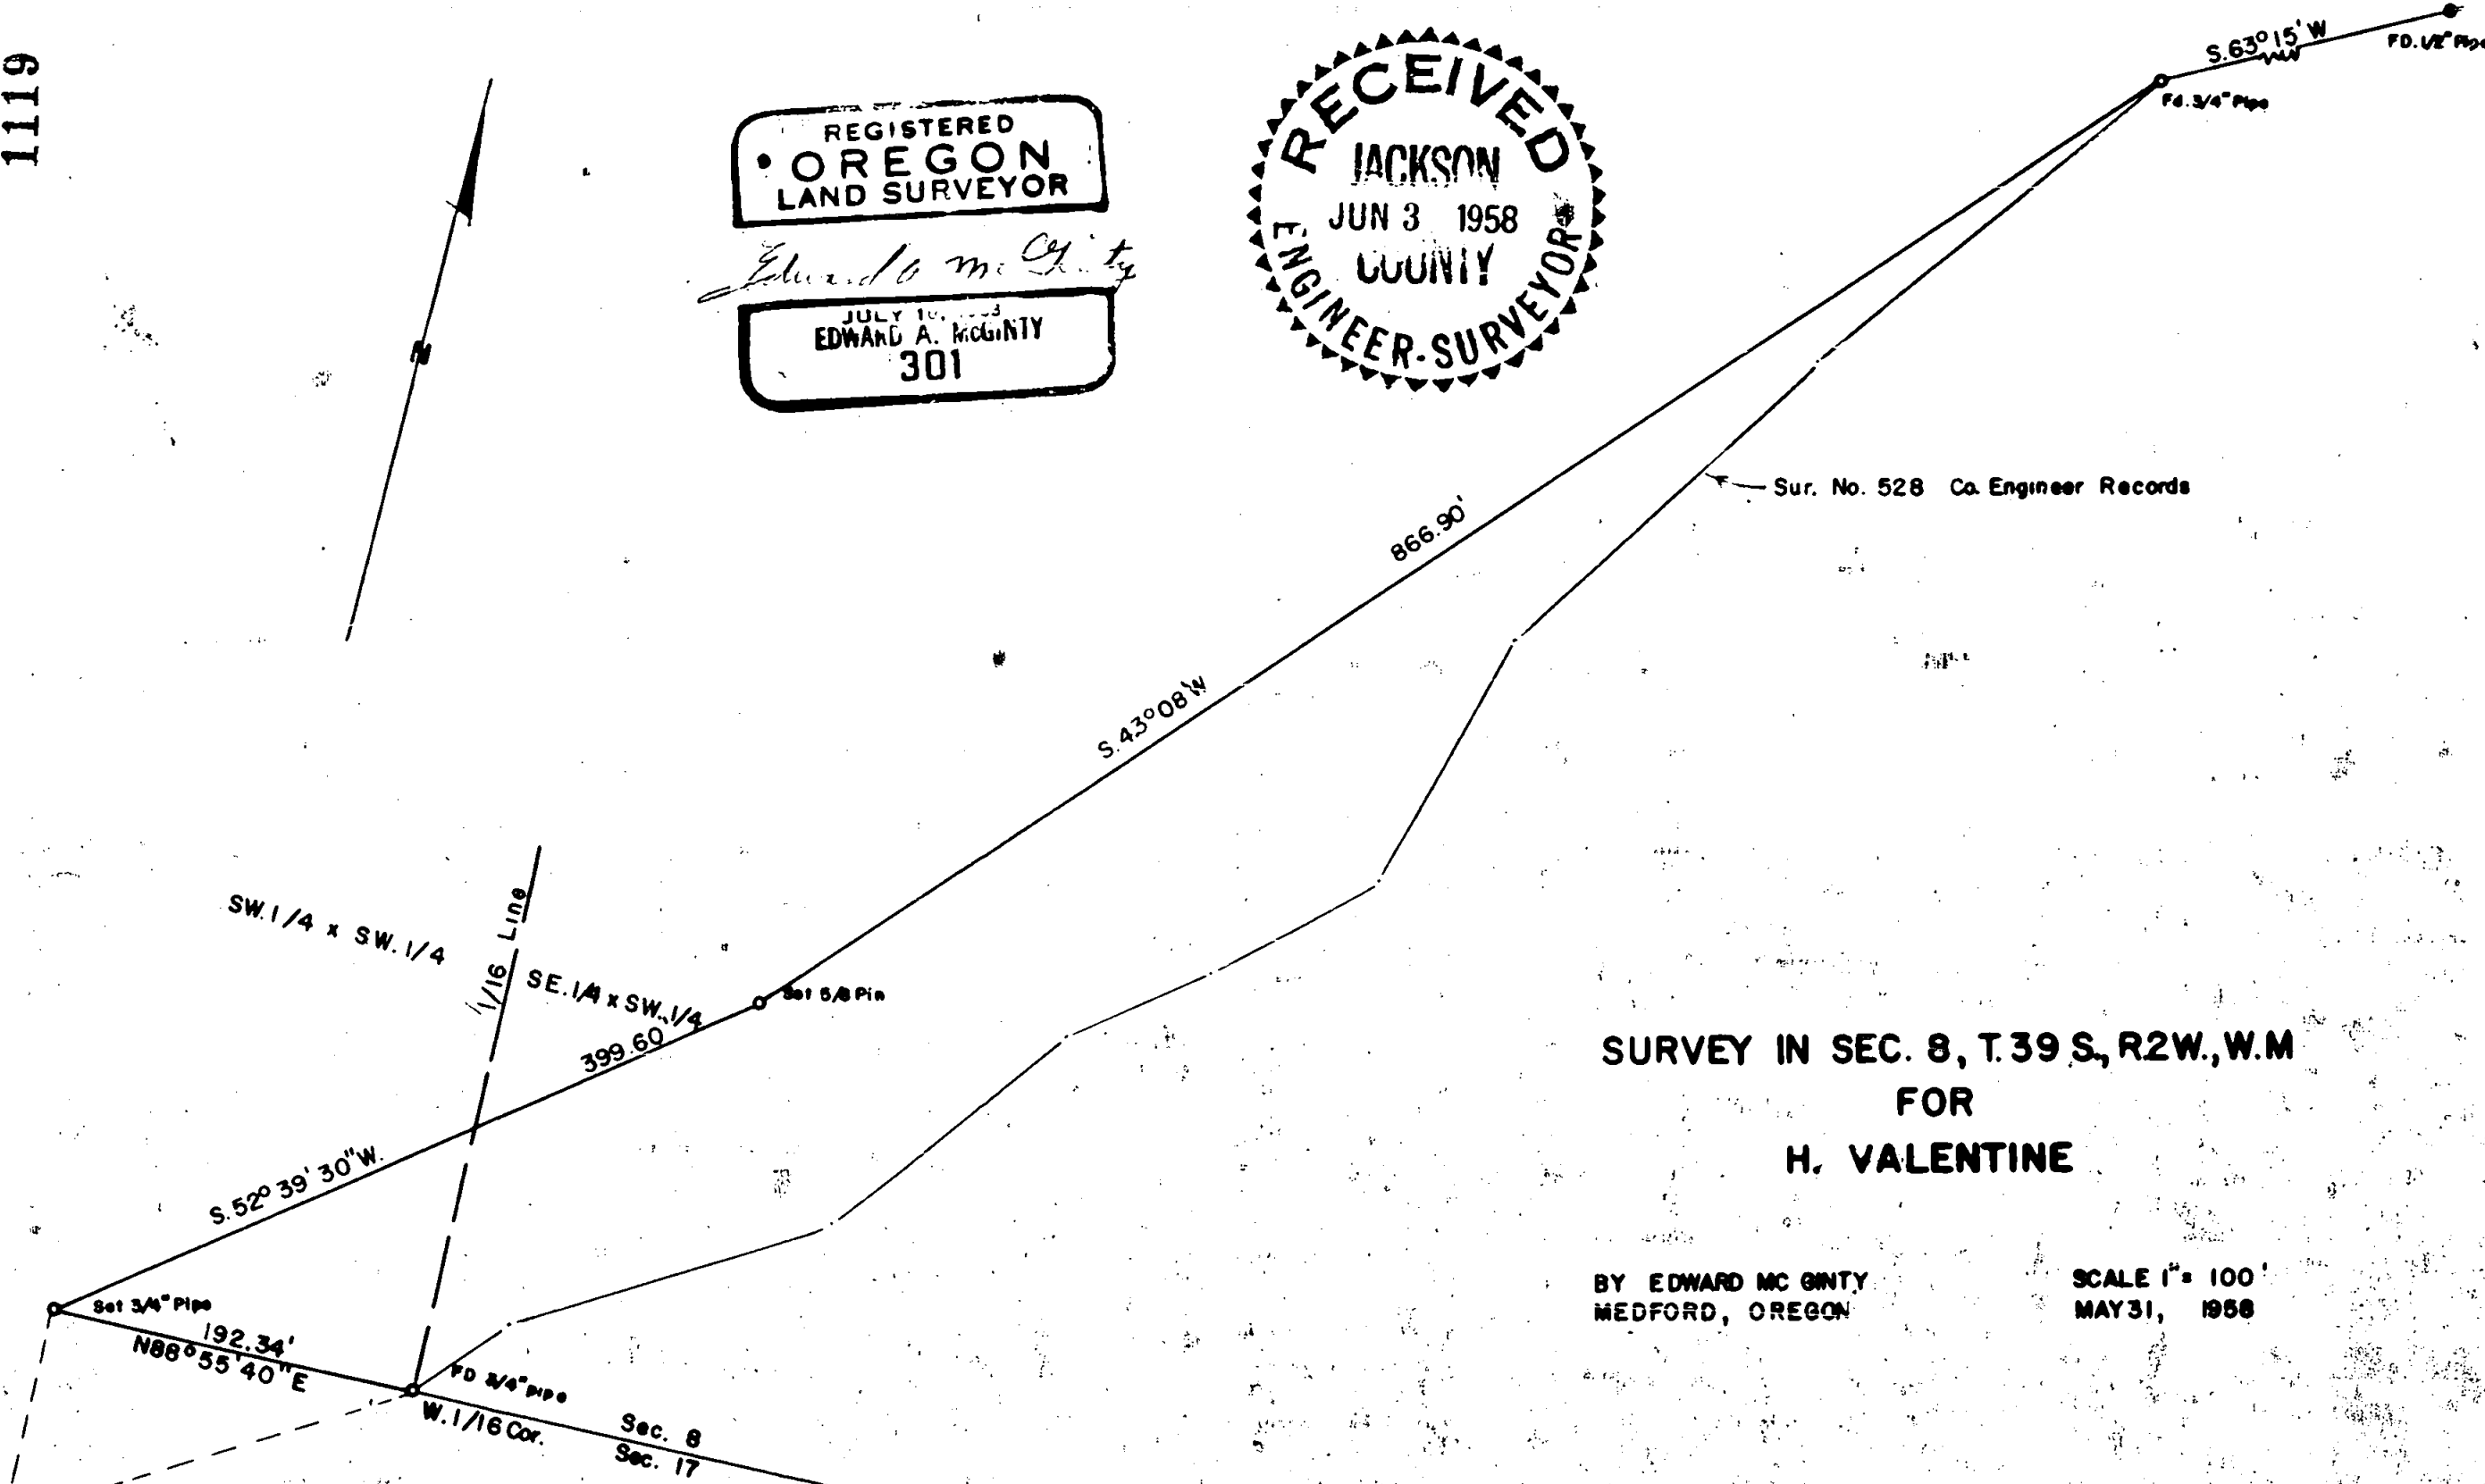 1119
REGISTERED
OREGON
LAND SURVEYOR
JULY
EDWARD A. McGINTY
301
RECEIVED
JACKSON
JUN 3 1958
COUNTY
ENGINEER-SURVEYOR
S.63°15'W
FD.1/2" Pipe
Fd.3/4" Pipe
N
Sur. No. 528 Co. Engineer Records
866.90'
S.43°08'W
SW.1/4 x SW.1/4
1/16 Line
SE.1/4 x SW.1/4
Set 5/8 Pin
399.60
S.52°39'30"W.
Set 3/4" Pipe
192.34'
N88°55'40"E
FD 3/4" pipe
W.1/16 Cor.
Sec. 8
Sec. 17
SURVEY IN SEC. 8, T.39 S., R2W., W.M
FOR
H. VALENTINE
BY EDWARD MC GINTY
MEDFORD, OREGON
SCALE 1"= 100'
MAY 31, 1958